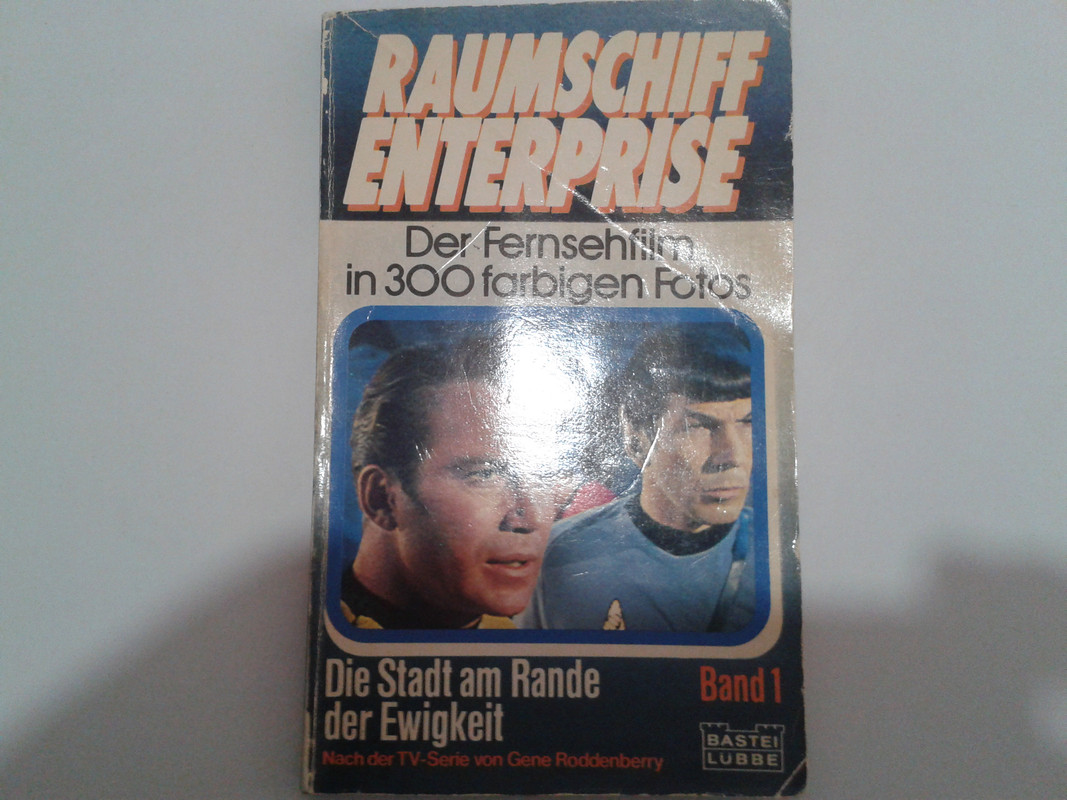 RAUMSCHIFF
ENTERPRISE
Der Fernsehfilm
in 300 farbigen Fotos
Die Stadt am Rande
der Ewigkeit
Band 1
Nach der TV-Serie von Gene Roddenberry
BASTEI
LÜBBE